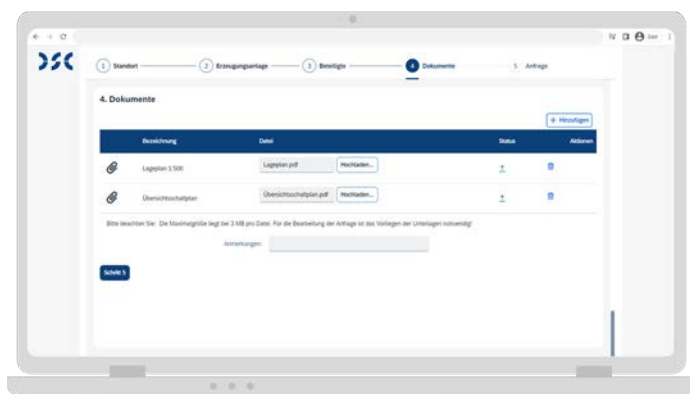 DSC
1 Standort 2 Erzeugungsanlage 3 Beteiligte 4 Dokumente 5 Anfrage
4. Dokumente
+ Hinzufügen
Bezeichnung Datei Status Aktionen
Lageplan 1:500 Lageplan.pdf Hochladen...
Übersichtsschaltplan Übersichtsschaltplan.pdf Hochladen...
Bitte beachten Sie: Die Maximalgröße liegt bei 3 MB pro Datei. Für die Bearbeitung der Anfrage ist das Vorliegen der Unterlagen notwendig!
Anmerkungen:
Schritt 5